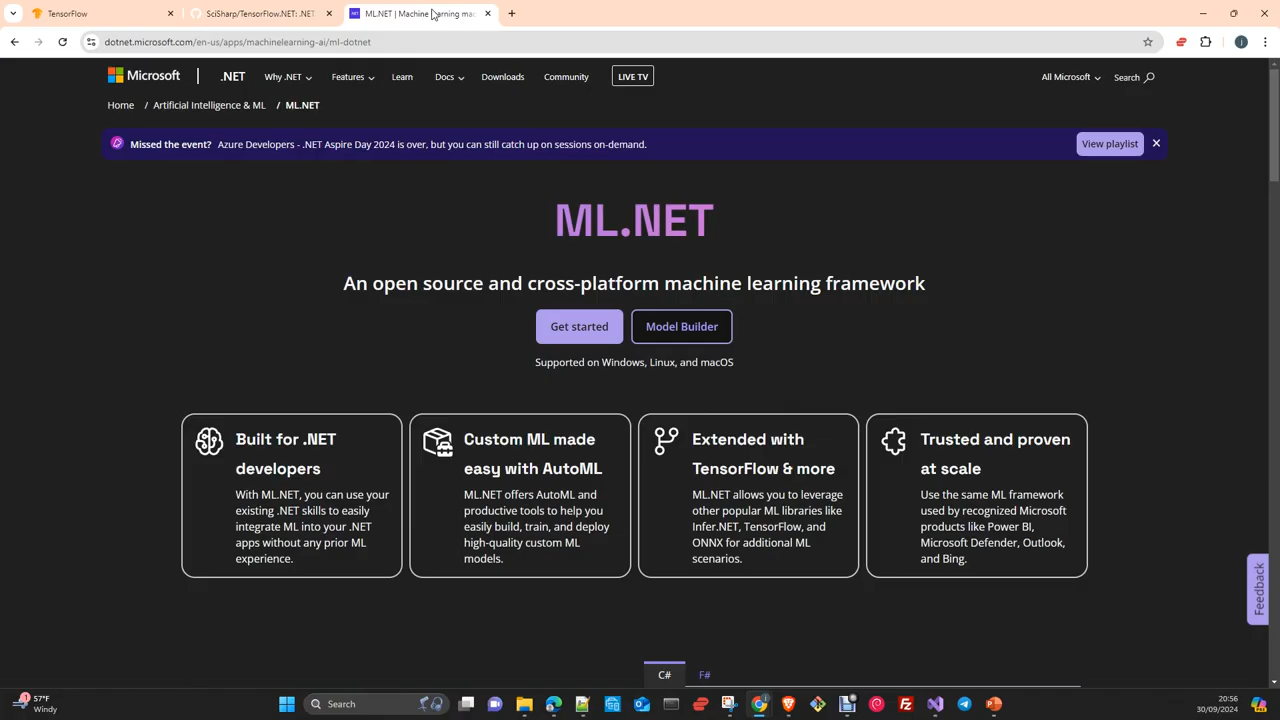 TensorFlow
SciSharp/TensorFlow.NET: .NET
ML.NET | Machine learning ma
dotnet.microsoft.com/en-us/apps/machinelearning-ai/ml-dotnet
Microsoft
.NET
Why .NET
Features
Learn
Docs
Downloads
Community
LIVE TV
All Microsoft
Search
Home / Artificial Intelligence & ML / ML.NET
Missed the event? Azure Developers - .NET Aspire Day 2024 is over, but you can still catch up on sessions on-demand.
View playlist
ML.NET
An open source and cross-platform machine learning framework
Get started
Model Builder
Supported on Windows, Linux, and macOS
Built for .NET
developers
With ML.NET, you can use your
existing .NET skills to easily
integrate ML into your .NET
apps without any prior ML
experience.
Custom ML made
easy with AutoML
ML.NET offers AutoML and
productive tools to help you
easily build, train, and deploy
high-quality custom ML
models.
Extended with
TensorFlow & more
ML.NET allows you to leverage
other popular ML libraries like
Infer.NET, TensorFlow, and
ONNX for additional ML
scenarios.
Trusted and proven
at scale
Use the same ML framework
used by recognized Microsoft
products like Power BI,
Microsoft Defender, Outlook,
and Bing.
Feedback
C#
F#
1
57°F
Windy
Search
20:56
30/09/2024